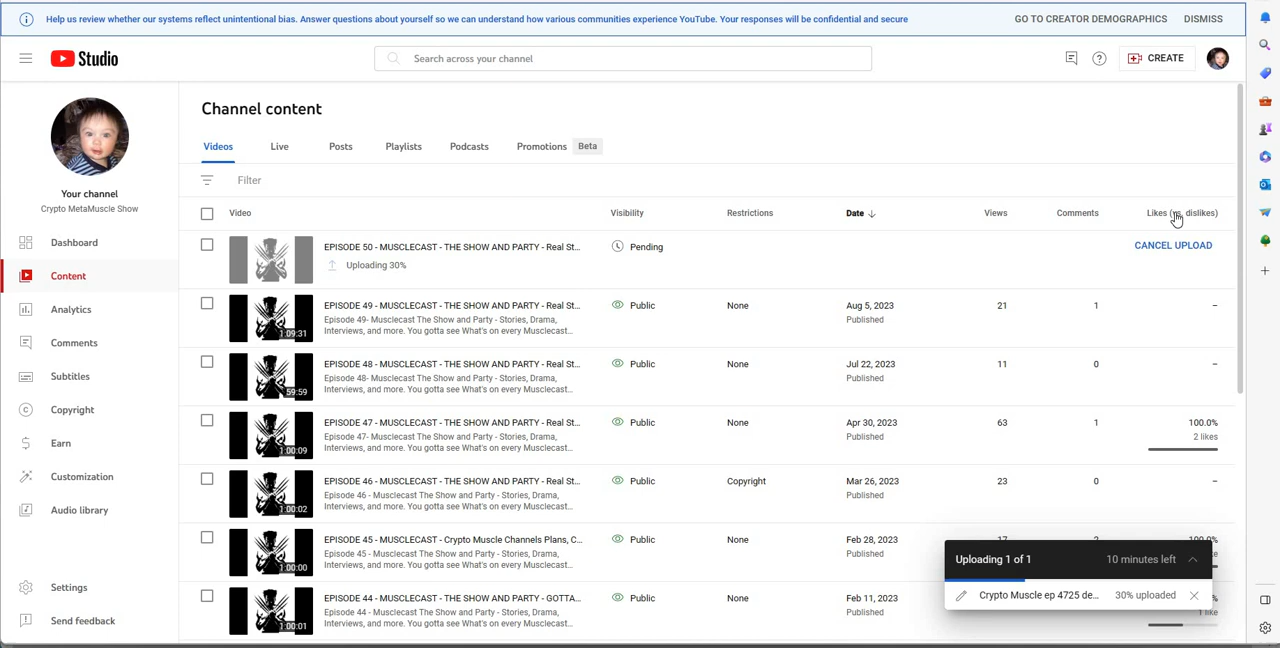 Help us review whether our systems reflect unintentional bias. Answer questions about yourself so we can understand how various communities experience YouTube. Your responses will be confidential and secure GO TO CREATOR DEMOGRAPHICS DISMISS
Studio Search across your channel CREATE
Channel content
Videos Live Posts Playlists Podcasts Promotions Beta
Your channel
Crypto MetaMuscle Show
Dashboard
Content
Analytics
Comments
Subtitles
Copyright
Earn
Customization
Audio library
Settings
Send feedback
Filter
Video Visibility Restrictions Date Views Comments Likes (vs. dislikes)
EPISODE 50 - MUSCLECAST - THE SHOW AND PARTY - Real St... Pending CANCEL UPLOAD
Uploading 30%
EPISODE 49 - MUSCLECAST - THE SHOW AND PARTY - Real St... Public None Aug 5, 2023 21 1 –
Episode 49- Musclecast The Show and Party - Stories, Drama, Published
Interviews, and more. You gotta see What's on every Musclecast...
1:09:31
EPISODE 48 - MUSCLECAST - THE SHOW AND PARTY - Real St... Public None Jul 22, 2023 11 0 –
Episode 48- Musclecast The Show and Party - Stories, Drama, Published
Interviews, and more. You gotta see What's on every Musclecast...
59:59
EPISODE 47 - MUSCLECAST - THE SHOW AND PARTY - Real St... Public None Apr 30, 2023 63 1 100.0%
Episode 47- Musclecast The Show and Party - Stories, Drama, Published 2 likes
Interviews, and more. You gotta see What's on every Musclecast...
1:00:09
EPISODE 46 - MUSCLECAST - THE SHOW AND PARTY - Real St... Public Copyright Mar 26, 2023 23 0 –
Episode 46 - Musclecast The Show and Party - Stories, Drama, Published
Interviews, and more. You gotta see What's on every Musclecast...
1:00:02
EPISODE 45 - MUSCLECAST - Crypto Muscle Channels Plans, C... Public None Feb 28, 2023
Episode 45 - Musclecast The Show and Party - Stories, Drama, Published
Interviews, and more. You gotta see What's on every Musclecast...
1:00:00
EPISODE 44 - MUSCLECAST - THE SHOW AND PARTY - GOTTA... Public None Feb 11, 2023
Episode 44 - Musclecast The Show and Party - Stories, Drama, Published 1 like
Interviews, and more. You gotta see What's on every Musclecast...
1:00:01
Uploading 1 of 1 10 minutes left
Crypto Muscle ep 4725 de... 30% uploaded